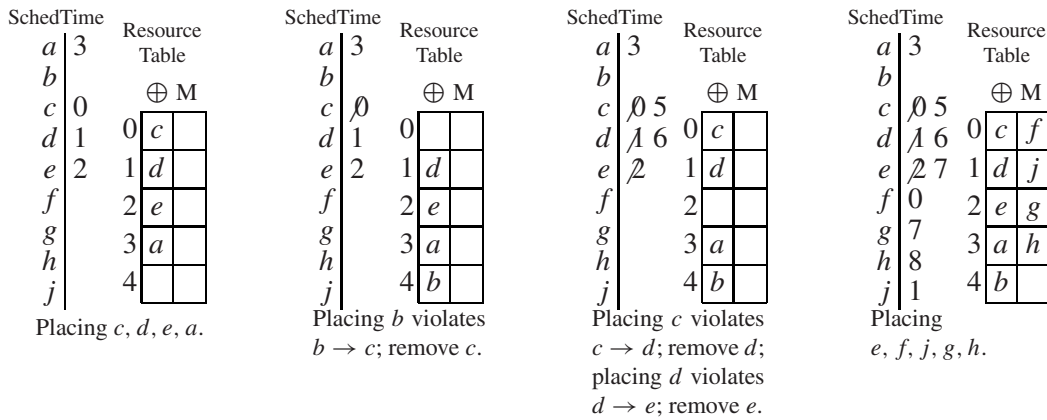 SchedTime
Resource
Table
⊕ M
a 3
b
c 0
d 1
e 2
f
g
h
j
0 c
1 d
2 e
3 a
4
Placing c, d, e, a.
SchedTime
Resource
Table
⊕ M
a 3
b
c 0
d 1
e 2
f
g
h
j
0
1 d
2 e
3 a
4 b
Placing b violates
b → c; remove c.
SchedTime
Resource
Table
⊕ M
a 3
b
c 0 5
d 1 6
e 2
f
g
h
j
0 c
1 d
2
3 a
4 b
Placing c violates
c → d; remove d;
placing d violates
d → e; remove e.
SchedTime
Resource
Table
⊕ M
a 3
b
c 0 5
d 1 6
e 2 7
f 0
g 7
h 8
j 1
0 c f
1 d j
2 e g
3 a h
4 b
Placing
e, f, j, g, h.